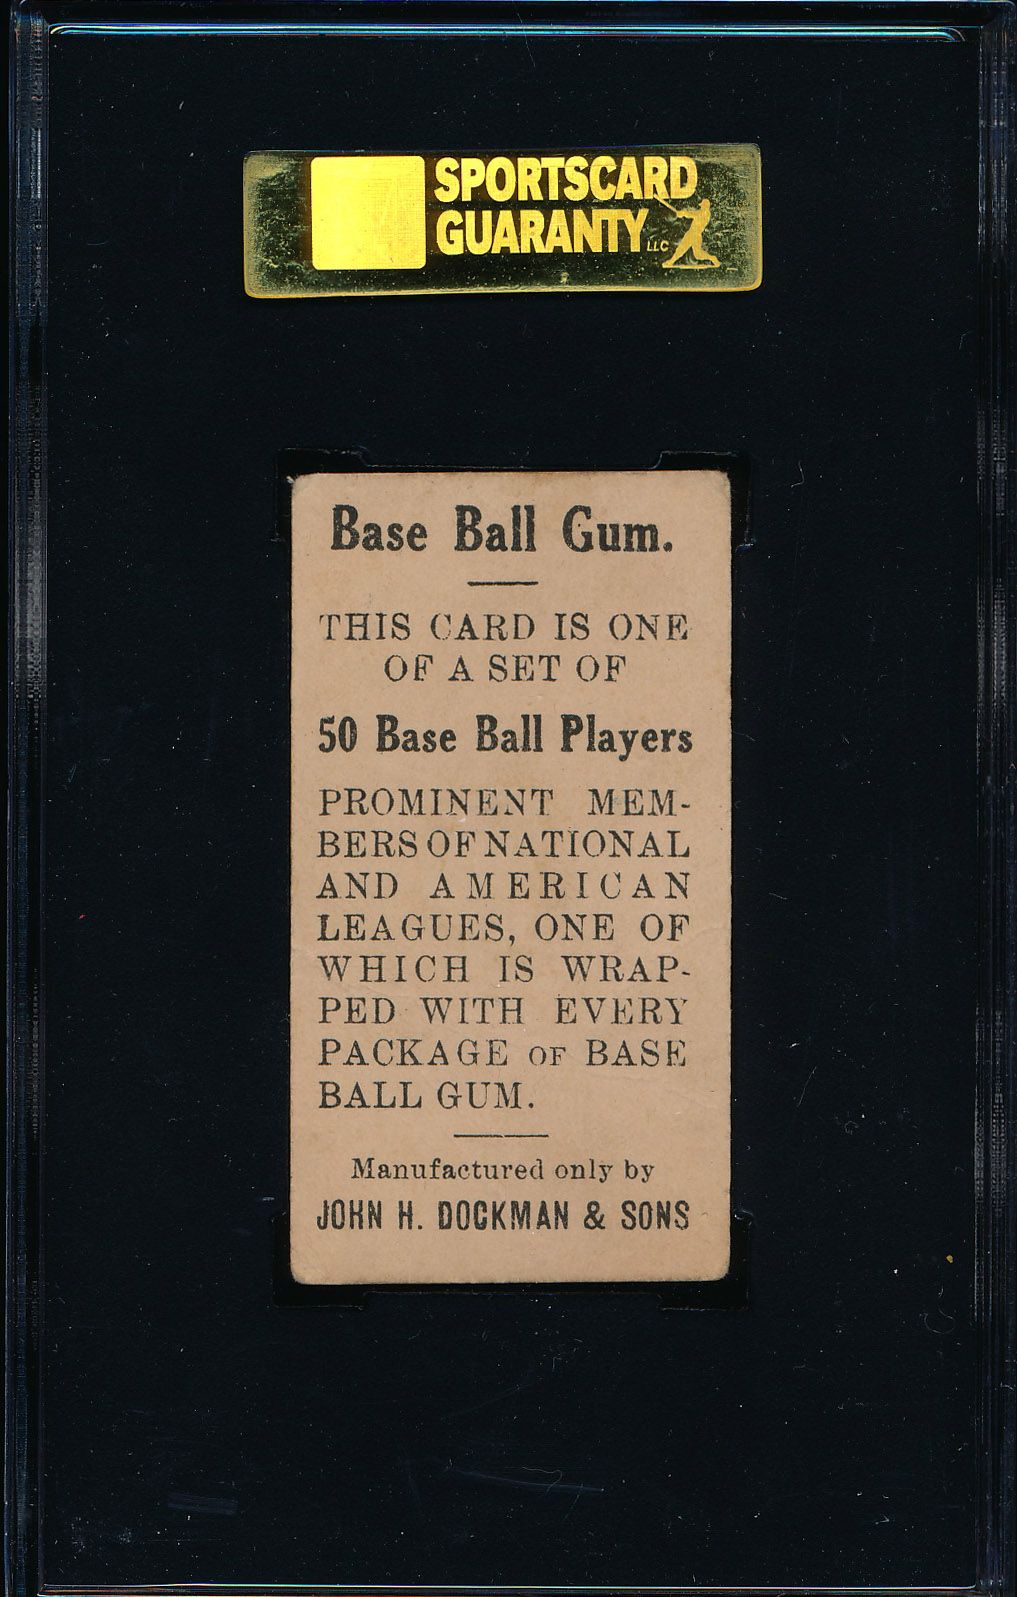 SPORTSCARD
GUARANTY LLC
Base Ball Gum.
THIS CARD IS ONE
OF A SET OF
50 Base Ball Players
PROMINENT MEM-
BERS OF NATIONAL
AND AMERICAN
LEAGUES, ONE OF
WHICH IS WRAP-
PED WITH EVERY
PACKAGE OF BASE
BALL GUM.
Manufactured only by
JOHN H. DOCKMAN & SONS